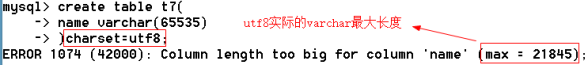 mysql> create table t7(
    -> name varchar(65535)    utf8实际的varchar最大长度
    -> )charset=utf8;
ERROR 1074 (42000): Column length too big for column 'name' (max = 21845);